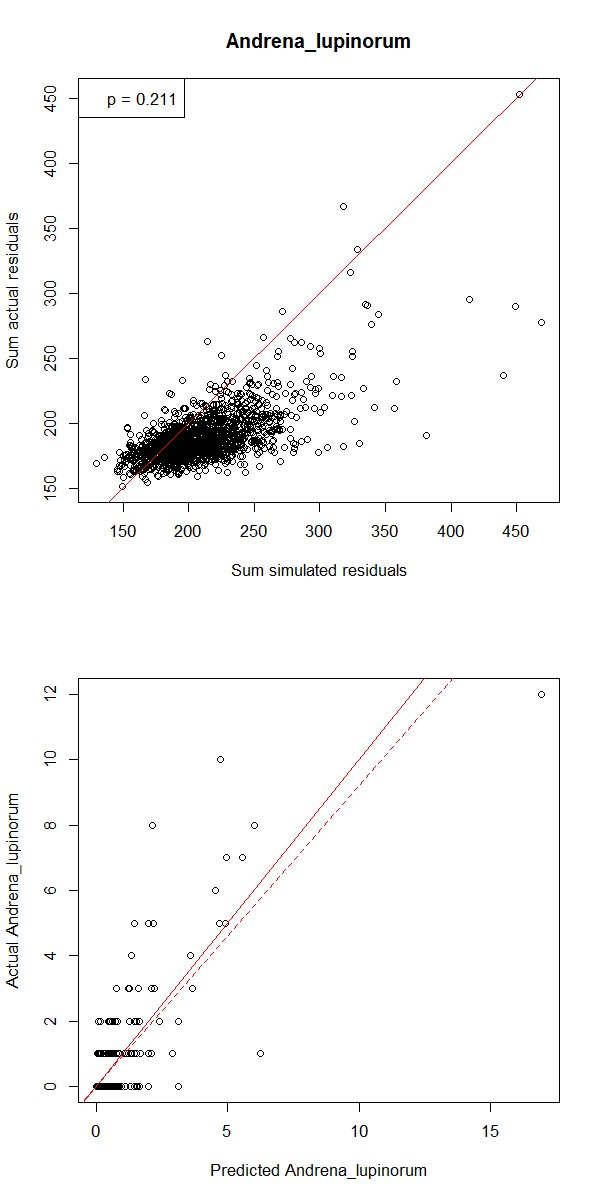 Andrena_lupinorum
p = 0.211
Sum actual residuals
450
400
350
300
250
200
150
150 200 250 300 350 400 450
Sum simulated residuals
Actual Andrena_lupinorum
12
10
8
6
4
2
0
0 5 10 15
Predicted Andrena_lupinorum